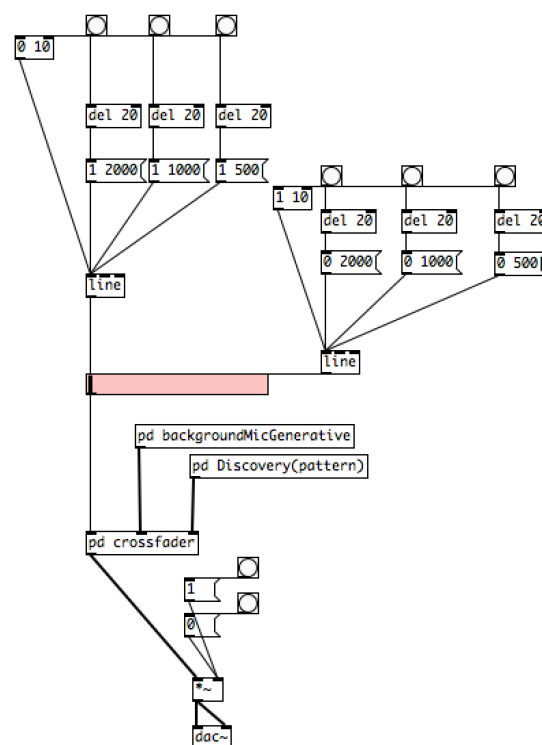 0 10
del 20 del 20 del 20
1 2000 1 1000 1 500
1 10
del 20 del 20 del 20
0 2000 0 1000 0 500
line
line
pd backgroundMicGenerative
pd Discovery(pattern)
pd crossfader
1
0
*~
dac~